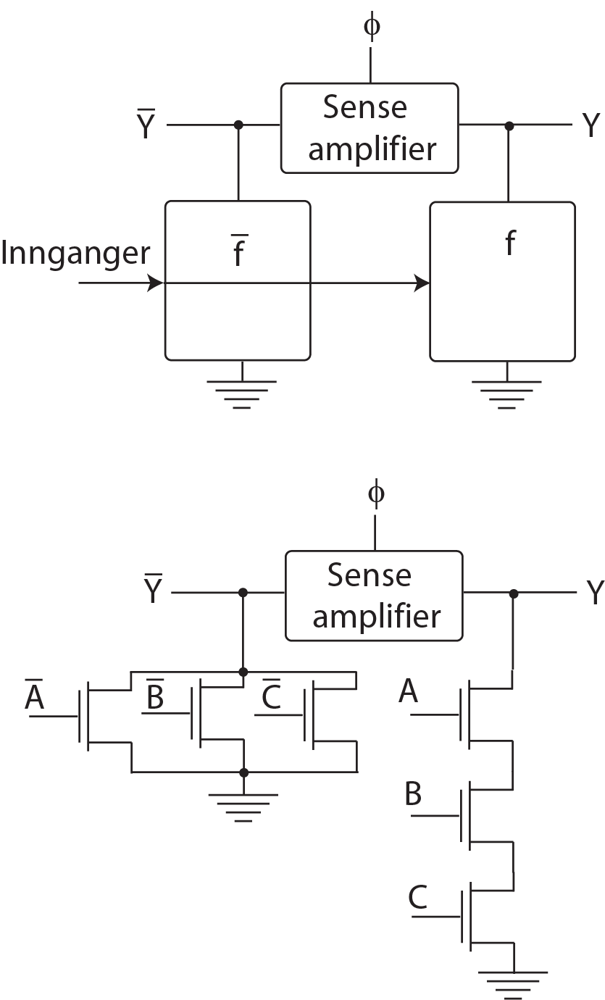 ϕ
Y̅ Sense amplifier Y
Innganger
f̅
f
ϕ
Y̅ Sense amplifier Y
A̅ B̅ C̅ A
B
C